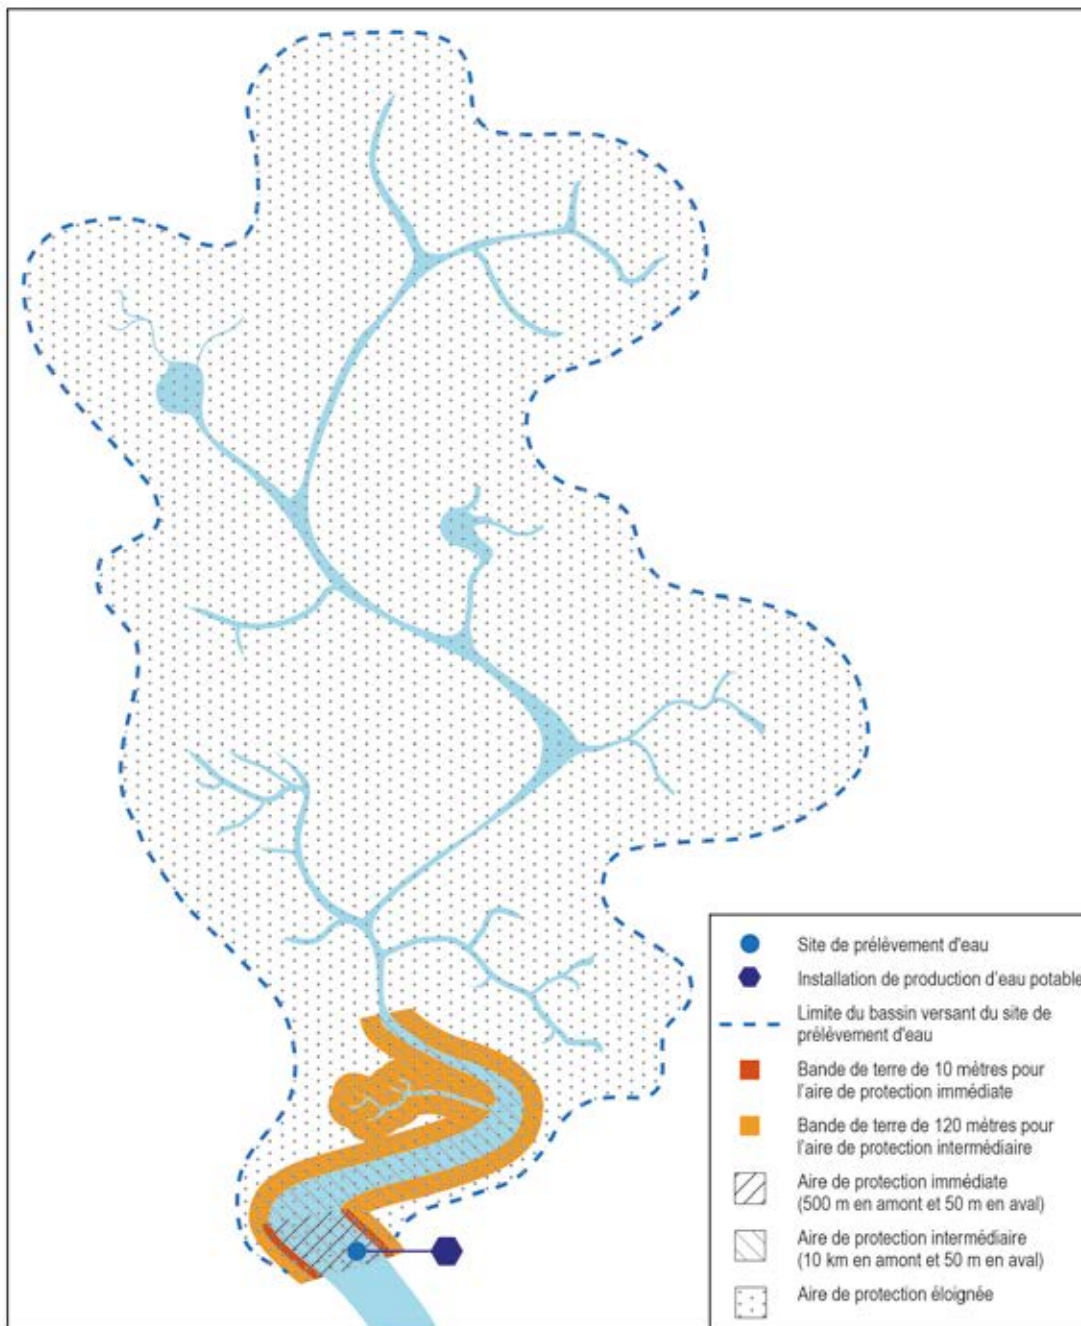 Site de prélèvement d'eau
Installation de production d'eau potable
Limite du bassin versant du site de
prélèvement d'eau
Bande de terre de 10 mètres pour
l'aire de protection immédiate
Bande de terre de 120 mètres pour
l'aire de protection intermédiaire
Aire de protection immédiate
(500 m en amont et 50 m en aval)
Aire de protection intermédiaire
(10 km en amont et 50 m en aval)
Aire de protection éloignée